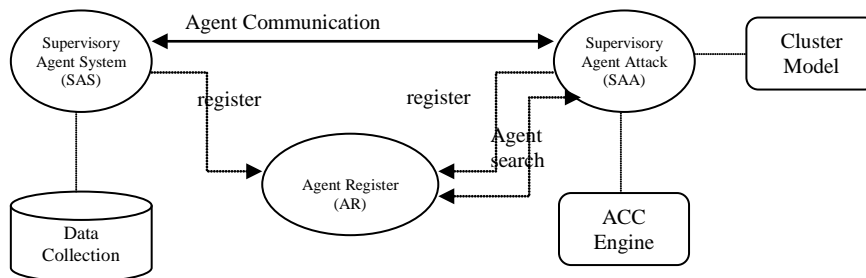 Agent Communication
Supervisory
Agent System
(SAS)
Supervisory
Agent Attack
(SAA)
Cluster
Model
register
register
Agent
search
Agent Register
(AR)
Data
Collection
ACC
Engine